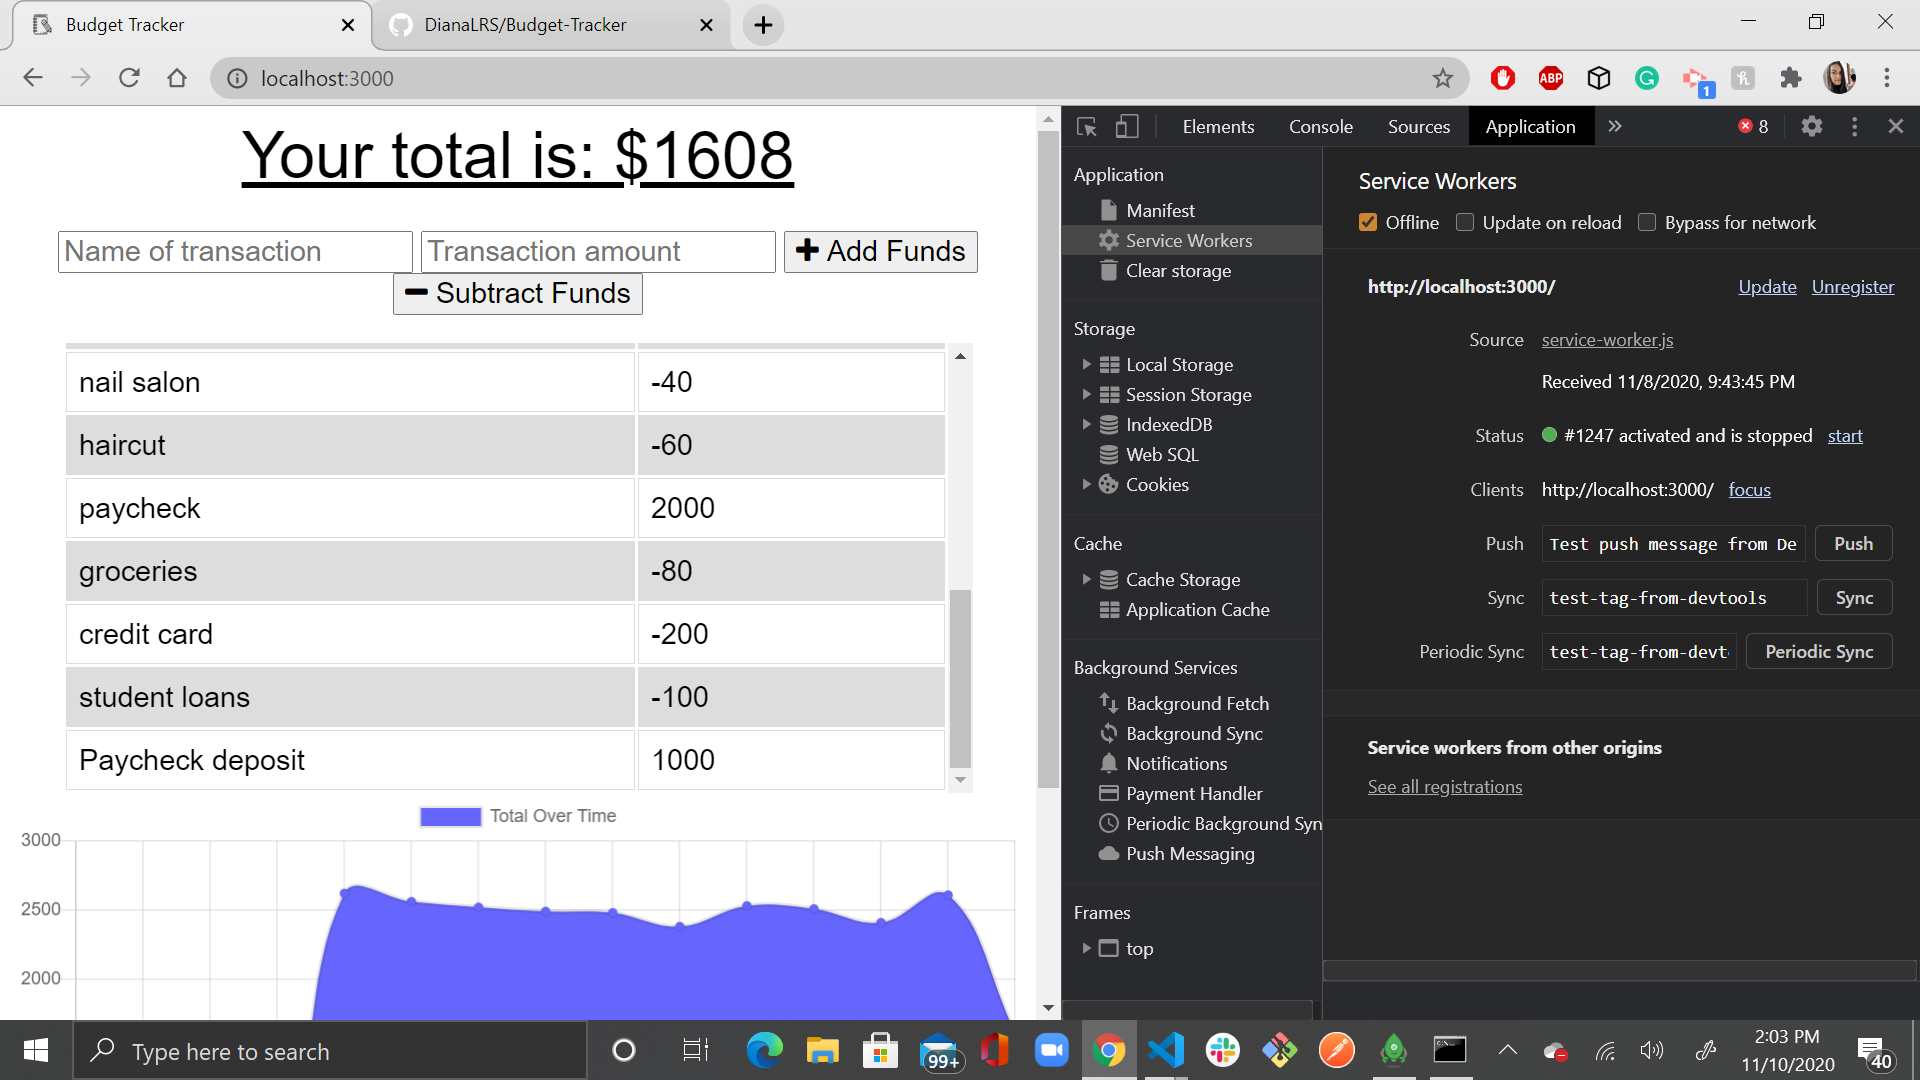 Budget Tracker
DianaLRS/Budget-Tracker
localhost:3000
ABP
1
Your total is: $1608
Name of transaction
Transaction amount
Add Funds
Subtract Funds
nail salon -40
haircut -60
paycheck 2000
groceries -80
credit card -200
student loans -100
Paycheck deposit 1000
Total Over Time
3000
2500
2000
Elements Console Sources Application 8
Application
Manifest
Service Workers
Clear storage
Storage
Local Storage
Session Storage
IndexedDB
Web SQL
Cookies
Cache
Cache Storage
Application Cache
Background Services
Background Fetch
Background Sync
Notifications
Payment Handler
Periodic Background Syn
Push Messaging
Frames
top
Service Workers
Offline Update on reload Bypass for network
http://localhost:3000/ Update Unregister
Source service-worker.js
Received 11/8/2020, 9:43:45 PM
Status #1247 activated and is stopped start
Clients http://localhost:3000/ focus
Push Test push message from De Push
Sync test-tag-from-devtools Sync
Periodic Sync test-tag-from-devt Periodic Sync
Service workers from other origins
See all registrations
Type here to search
99+
2:03 PM
11/10/2020
40